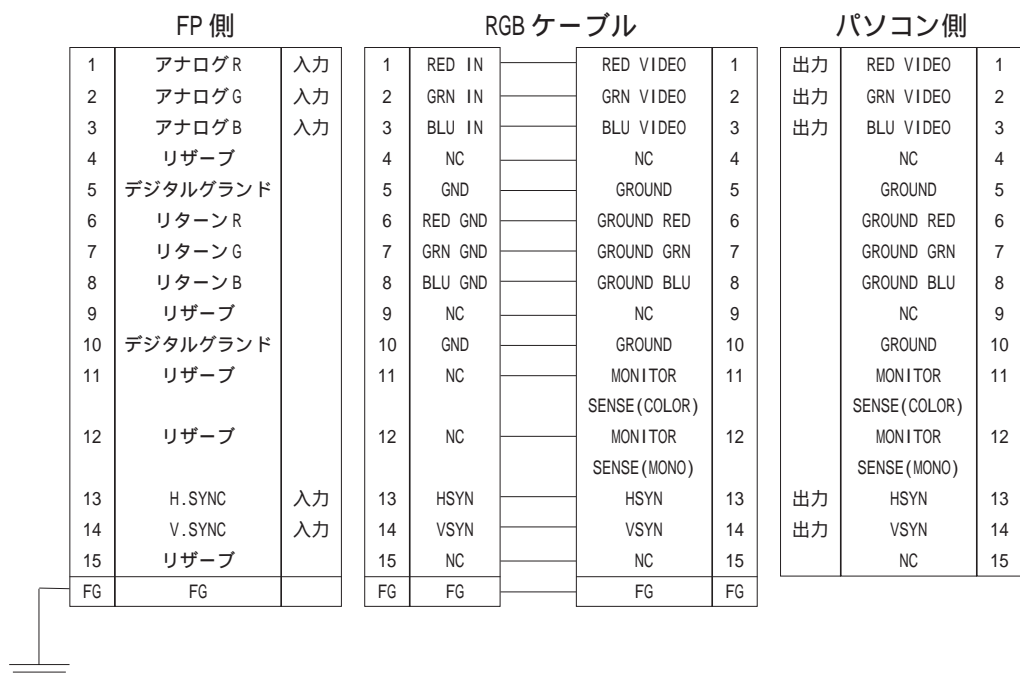 FP 側 RGB ケーブル パソコン側
1 アナログR 入力 1 RED IN RED VIDEO 1 出力 RED VIDEO 1
2 アナログG 入力 2 GRN IN GRN VIDEO 2 出力 GRN VIDEO 2
3 アナログB 入力 3 BLU IN BLU VIDEO 3 出力 BLU VIDEO 3
4 リザーブ 4 NC NC 4 NC 4
5 デジタルグランド 5 GND GROUND 5 GROUND 5
6 リターンR 6 RED GND GROUND RED 6 GROUND RED 6
7 リターンG 7 GRN GND GROUND GRN 7 GROUND GRN 7
8 リターンB 8 BLU GND GROUND BLU 8 GROUND BLU 8
9 リザーブ 9 NC NC 9 NC 9
10 デジタルグランド 10 GND GROUND 10 GROUND 10
11 リザーブ 11 NC MONITOR 11 MONITOR 11
SENSE(COLOR) SENSE(COLOR)
12 リザーブ 12 NC MONITOR 12 MONITOR 12
SENSE(MONO) SENSE(MONO)
13 H.SYNC 入力 13 HSYN HSYN 13 出力 HSYN 13
14 V.SYNC 入力 14 VSYN VSYN 14 出力 VSYN 14
15 リザーブ 15 NC NC 15 NC 15
FG FG FG FG FG FG